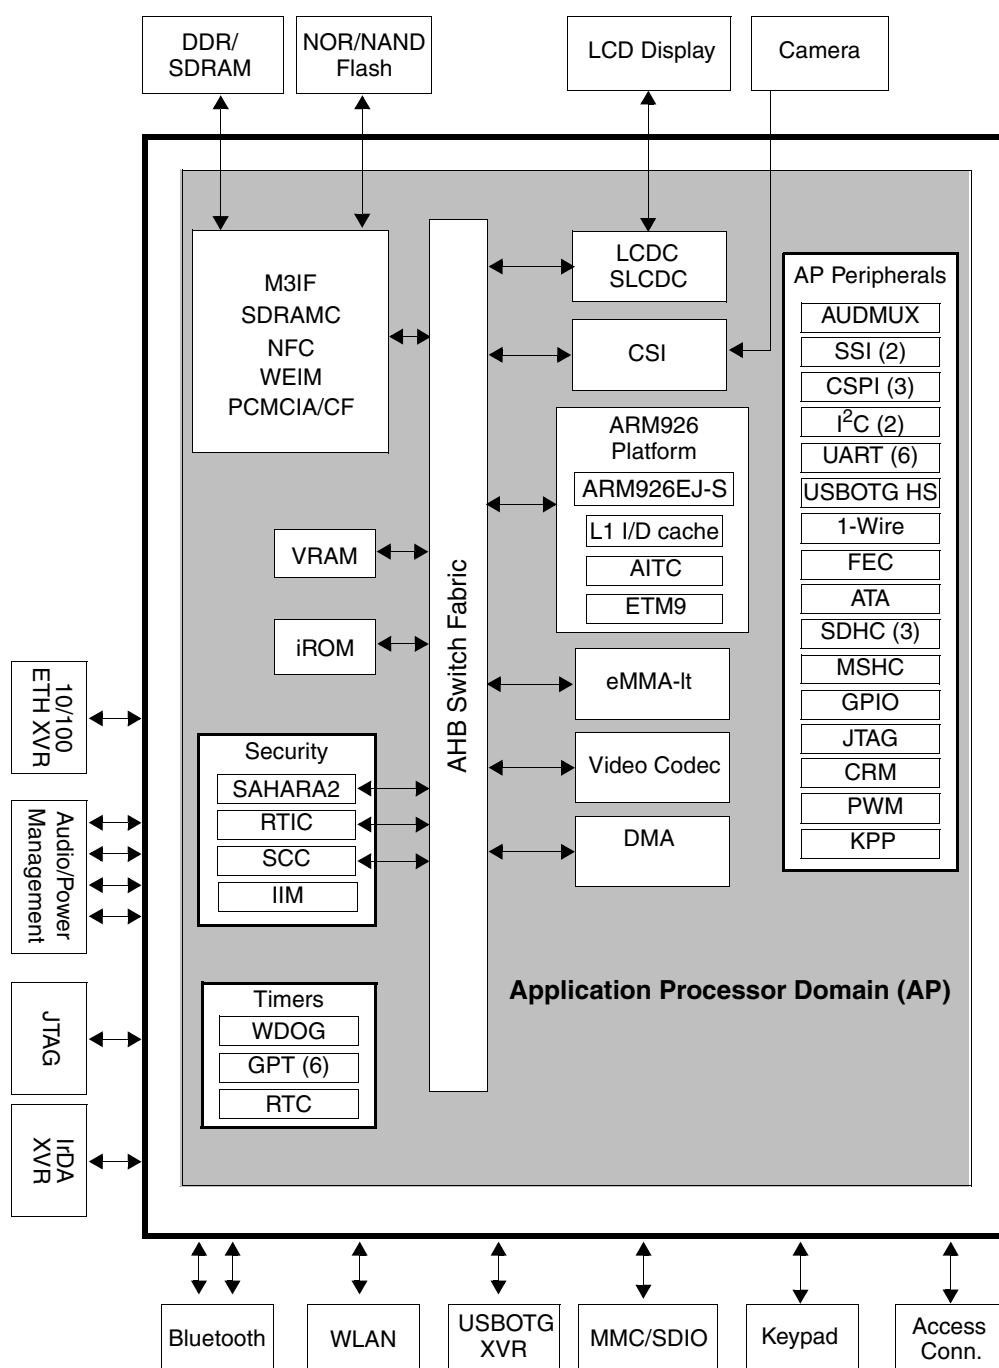 DDR/
SDRAM
NOR/NAND
Flash
LCD Display
Camera
M3IF
SDRAMC
NFC
WEIM
PCMCIA/CF
LCDC
SLCDC
CSI
ARM926
Platform
ARM926EJ-S
L1 I/D cache
AITC
ETM9
AP Peripherals
AUDMUX
SSI (2)
CSPI (3)
I²C (2)
UART (6)
USBOTG HS
1-Wire
FEC
ATA
SDHC (3)
MSHC
GPIO
JTAG
CRM
PWM
KPP
VRAM
iROM
AHB Switch Fabric
eMMA-lt
Video Codec
DMA
Security
SAHARA2
RTIC
SCC
IIM
Timers
WDOG
GPT (6)
RTC
Application Processor Domain (AP)
10/100
ETH XVR
Audio/Power
Management
JTAG
IrDA
XVR
Bluetooth
WLAN
USBOTG
XVR
MMC/SDIO
Keypad
Access
Conn.